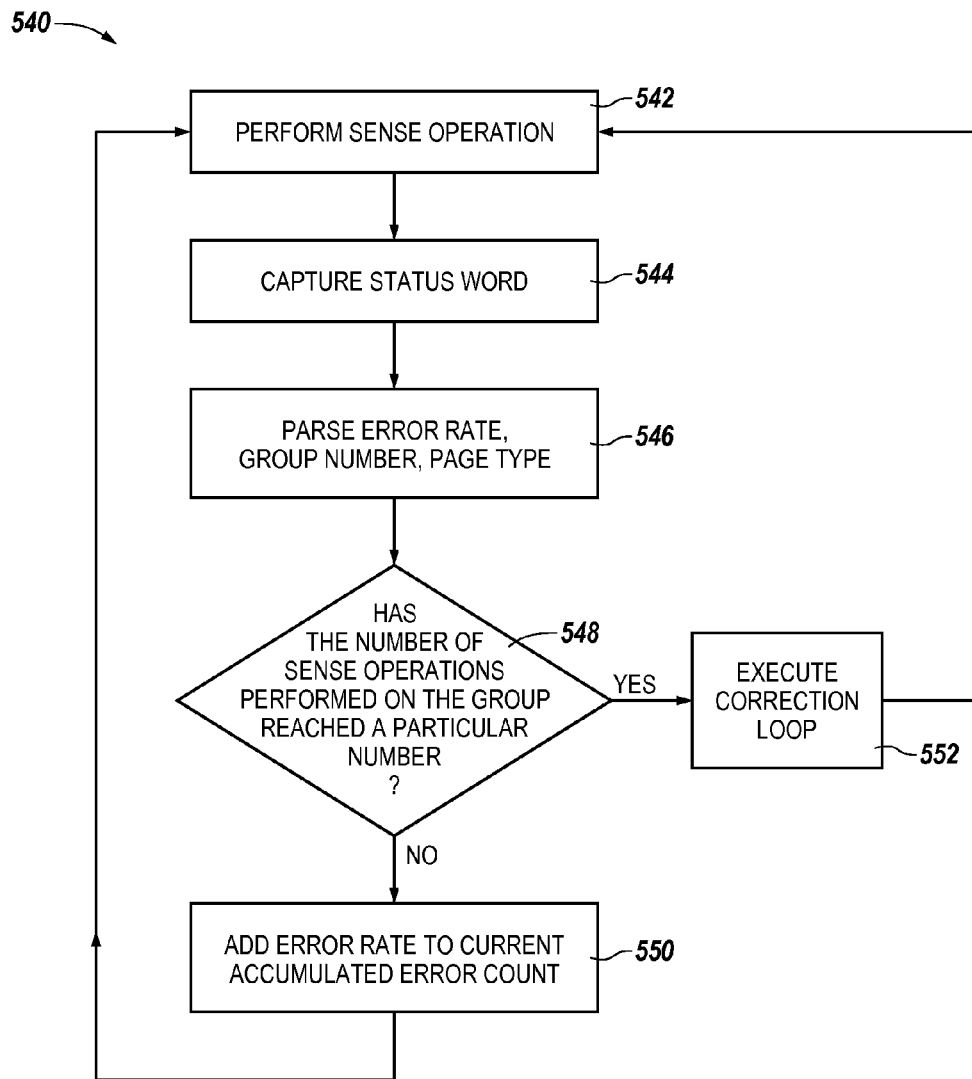 540
542
PERFORM SENSE OPERATION
CAPTURE STATUS WORD
544
PARSE ERROR RATE,
GROUP NUMBER, PAGE TYPE
546
HAS
THE NUMBER OF
SENSE OPERATIONS
PERFORMED ON THE GROUP
REACHED A PARTICULAR
NUMBER
?
548
YES
EXECUTE
CORRECTION
LOOP
552
NO
ADD ERROR RATE TO CURRENT
ACCUMULATED ERROR COUNT
550